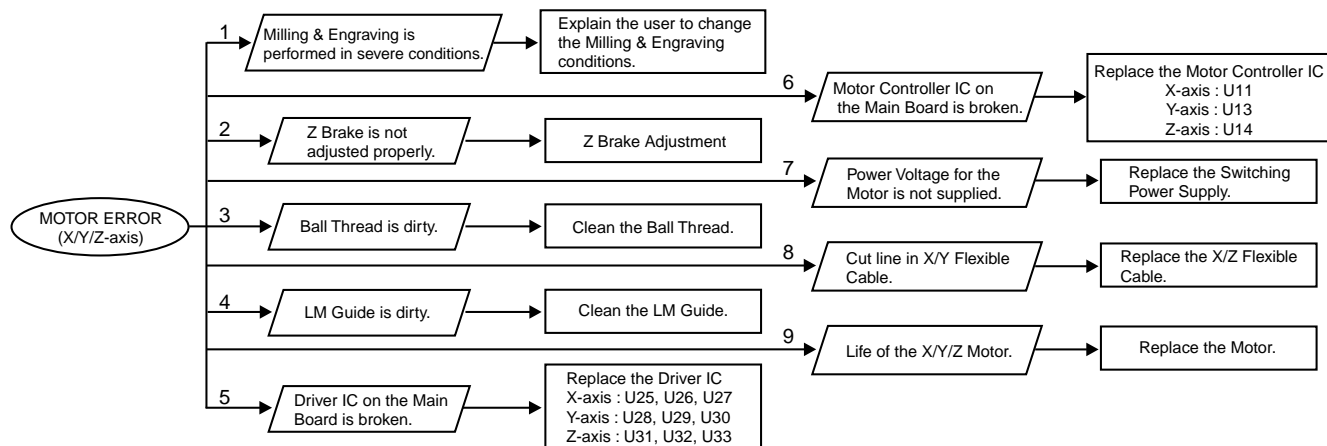 MOTOR ERROR
(X/Y/Z-axis)
1
Milling & Engraving is
performed in severe conditions.
Explain the user to change
the Milling & Engraving
conditions.
2
Z Brake is not
adjusted properly.
Z Brake Adjustment
3
Ball Thread is dirty.
Clean the Ball Thread.
4
LM Guide is dirty.
Clean the LM Guide.
5
Driver IC on the Main
Board is broken.
Replace the Driver IC
X-axis : U25, U26, U27
Y-axis : U28, U29, U30
Z-axis : U31, U32, U33
6
Motor Controller IC on
the Main Board is broken.
Replace the Motor Controller IC
X-axis : U11
Y-axis : U13
Z-axis : U14
7
Power Voltage for the
Motor is not supplied.
Replace the Switching
Power Supply.
8
Cut line in X/Y Flexible
Cable.
Replace the X/Z Flexible
Cable.
9
Life of the X/Y/Z Motor.
Replace the Motor.